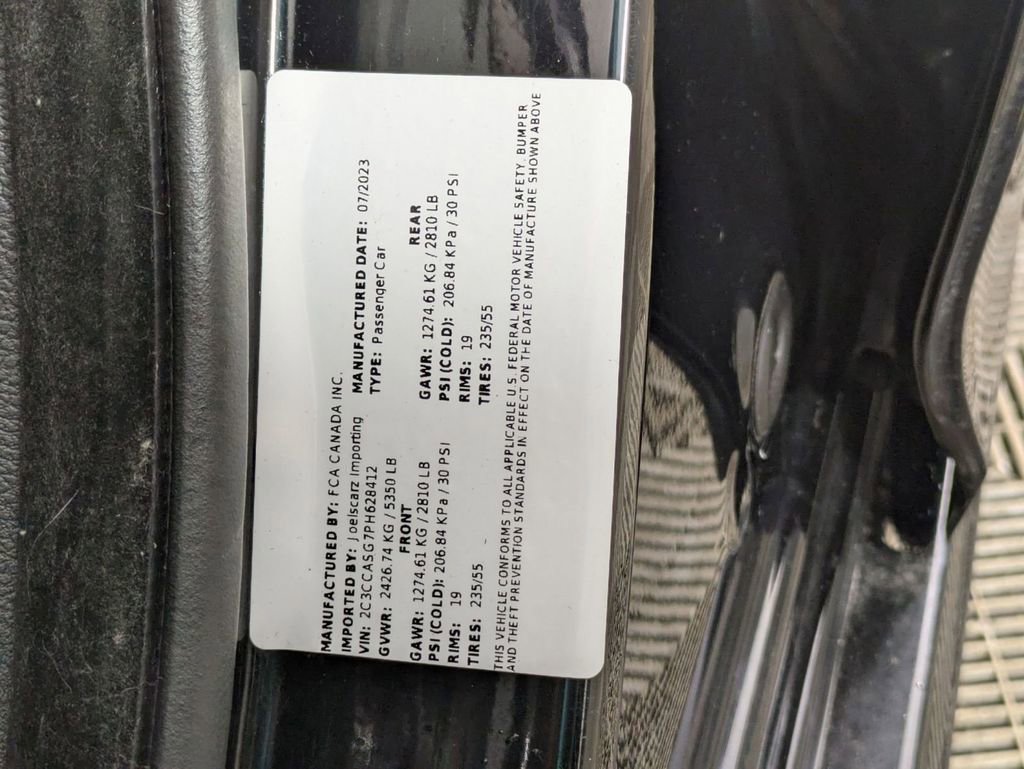 MANUFACTURED BY: FCA CANADA INC.
IMPORTED BY: Joelscarz Importing MANUFACTURED DATE: 07/2023
VIN: 2C3CCASG7PH628412 TYPE: Passenger Car
GVWR: 2426.74 KG / 5350 LB
FRONT REAR
GAWR: 1274.61 KG / 2810 LB GAWR: 1274.61 KG / 2810 LB
PSI (COLD): 206.84 KPa / 30 PSI PSI (COLD): 206.84 KPa / 30 PSI
RIMS: 19 RIMS: 19
TIRES: 235/55 TIRES: 235/55
THIS VEHICLE CONFORMS TO ALL APPLICABLE U.S. FEDERAL MOTOR VEHICLE SAFETY, BUMPER
AND THEFT PREVENTION STANDARDS IN EFFECT ON THE DATE OF MANUFACTURE SHOWN ABOVE